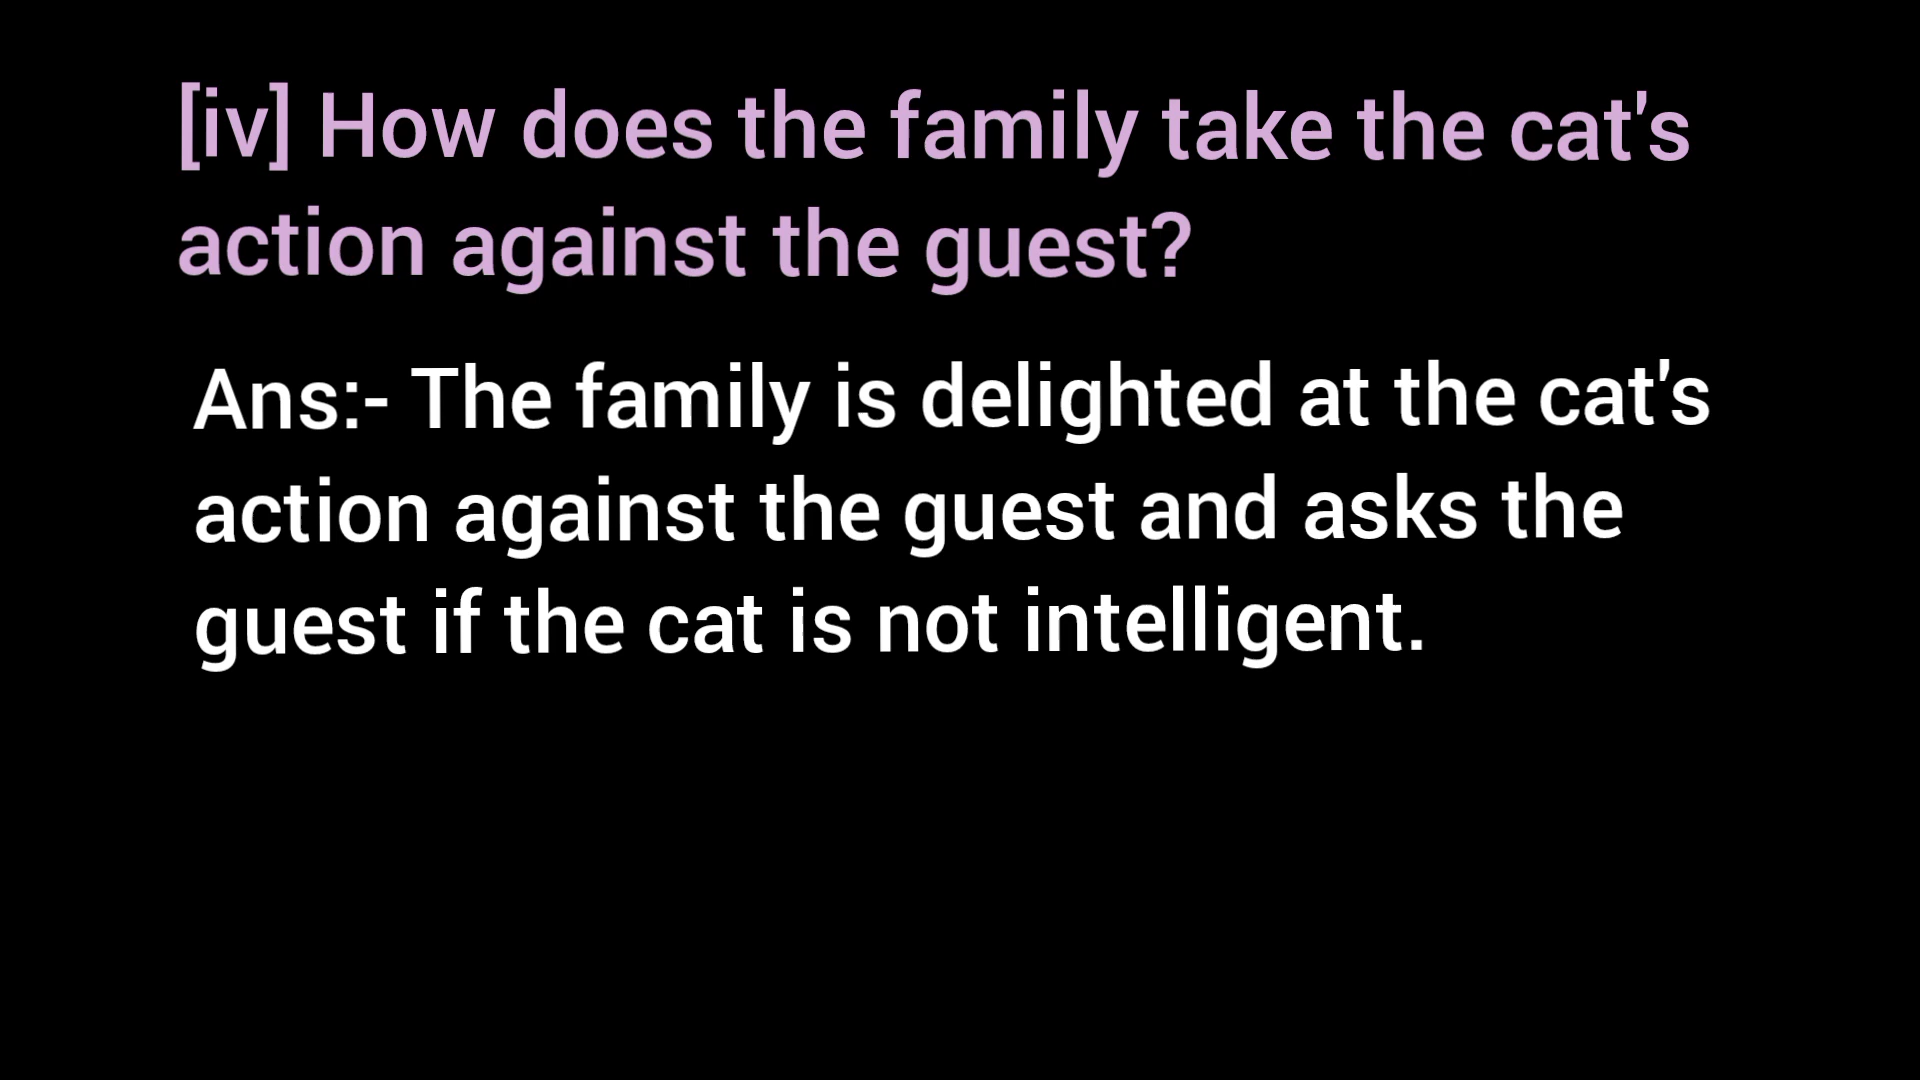 [iv] How does the family take the cat's
action against the guest?
Ans:- The family is delighted at the cat's
action against the guest and asks the
guest if the cat is not intelligent.